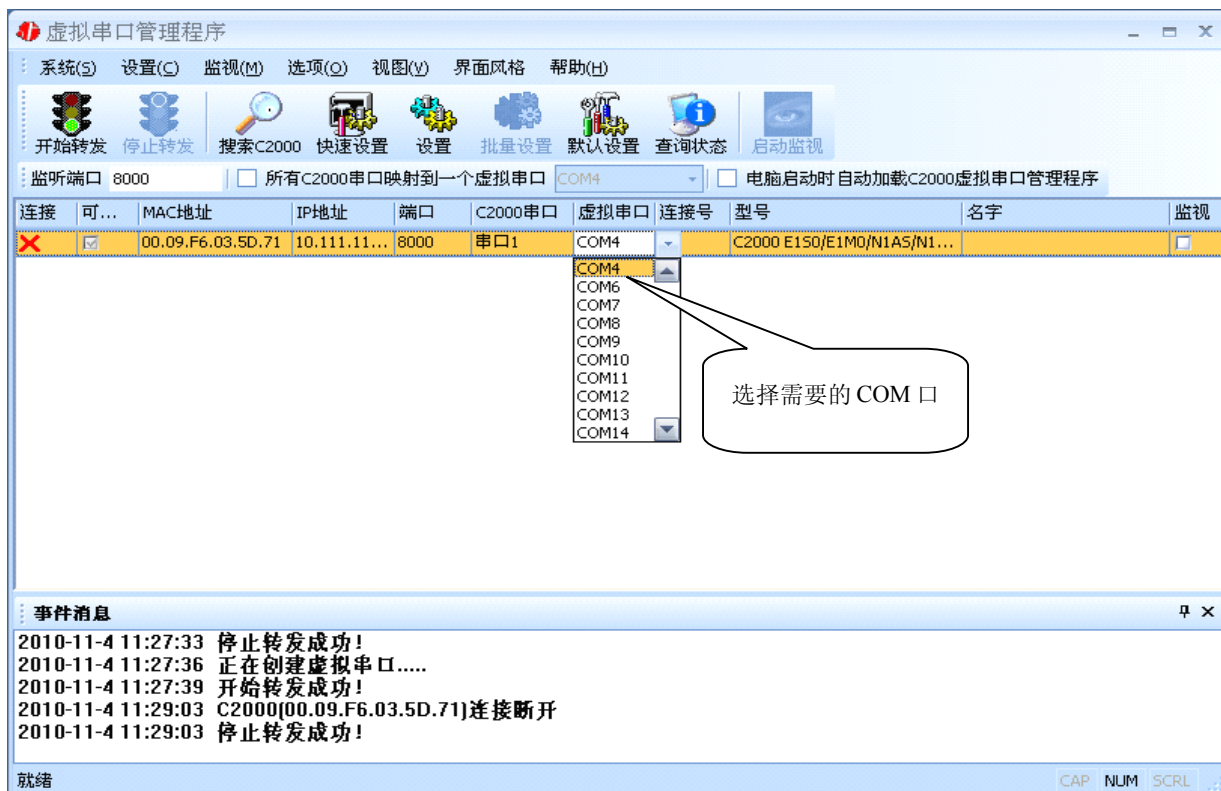 虚拟串口管理程序
系统(S) 设置(C) 监视(M) 选项(O) 视图(V) 界面风格 帮助(H)
开始转发 停止转发 搜索C2000 快速设置 设置 批量设置 默认设置 查询状态 启动监视
监听端口 8000 所有C2000串口映射到一个虚拟串口 COM4 电脑启动时自动加载C2000虚拟串口管理程序
连接 可... MAC地址 IP地址 端口 C2000串口 虚拟串口 连接号 型号 名字 监视
00.09.F6.03.5D.71 10.111.11... 8000 串口1 COM4 C2000 E1S0/E1M0/N1AS/N1...
COM4
COM6
COM7
COM8
COM9
COM10
COM11
COM12
COM13
COM14
选择需要的 COM 口
事件消息
2010-11-4 11:27:33 停止转发成功!
2010-11-4 11:27:36 正在创建虚拟串口.....
2010-11-4 11:27:39 开始转发成功!
2010-11-4 11:29:03 C2000(00.09.F6.03.5D.71)连接断开
2010-11-4 11:29:03 停止转发成功!
就绪 CAP NUM SCRL